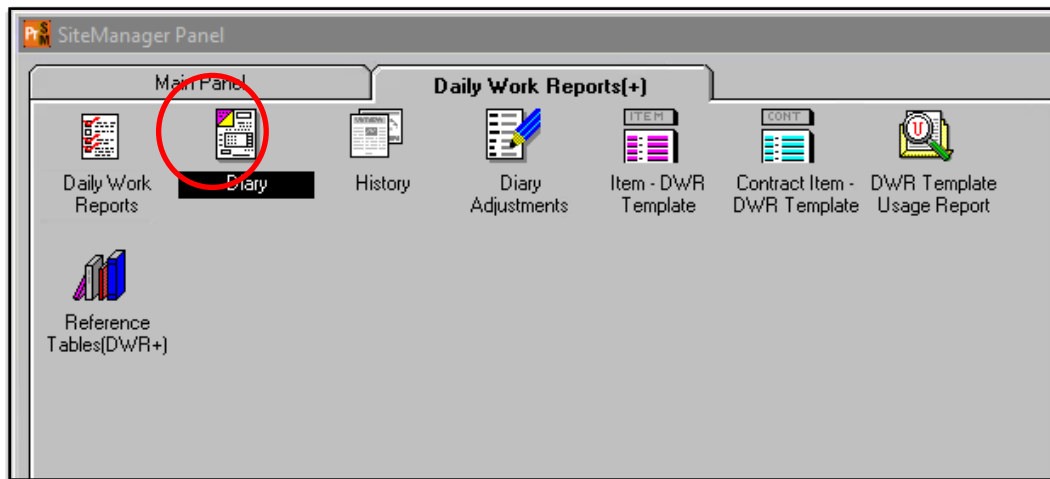 SiteManager Panel
Main Panel
Daily Work Reports(+)
ITEM
CONT
U
Daily Work
Reports
Diary
History
Diary
Adjustments
Item - DWR
Template
Contract Item -
DWR Template
DWR Template
Usage Report
Reference
Tables(DWR+)